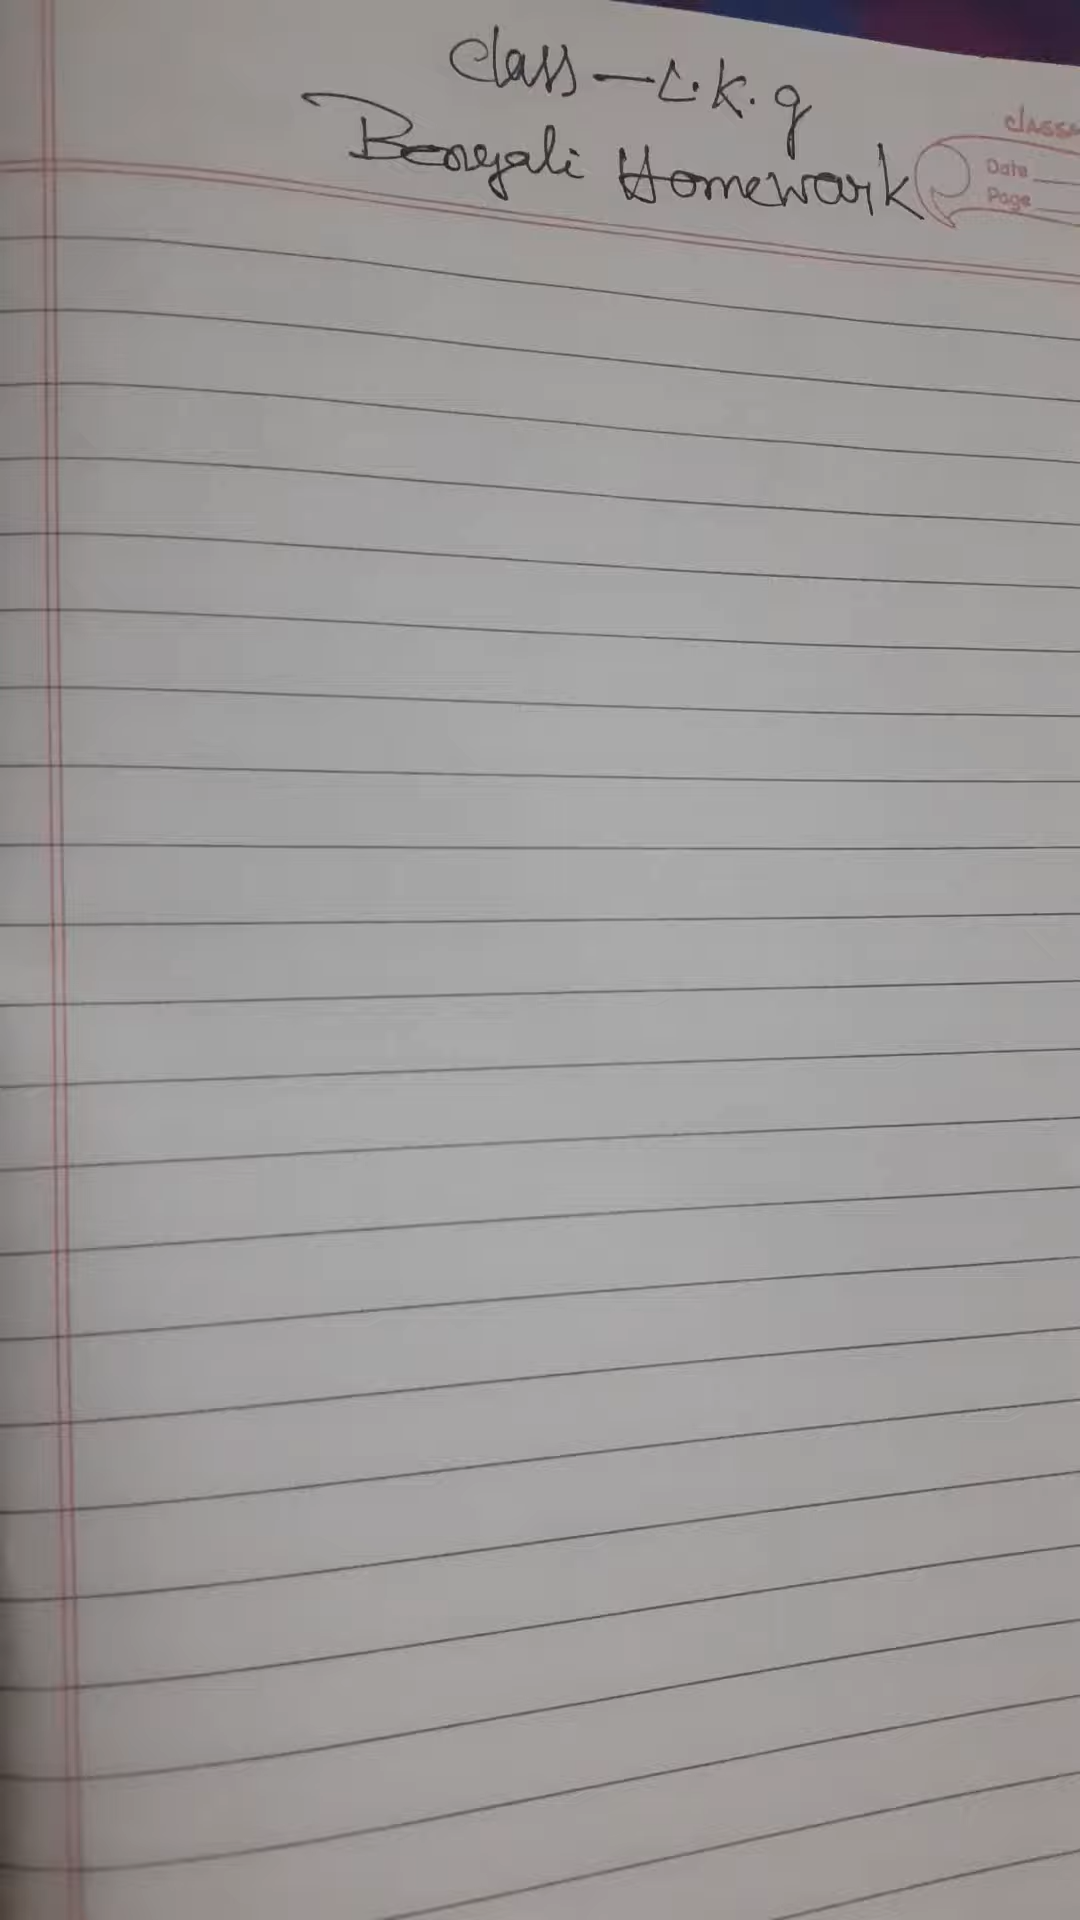 Class – L.K.g
Bengali Homework
Date
Page